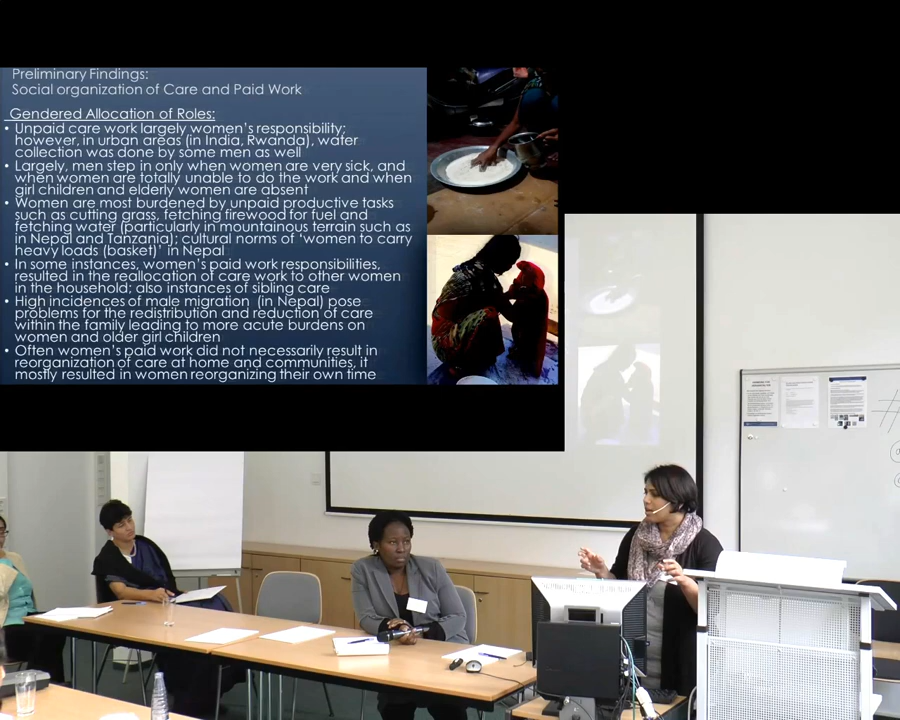 Preliminary Findings:
Social organization of Care and Paid Work
Gendered Allocation of Roles:
• Unpaid care work largely women's responsibility;
however, in urban areas (in India, Rwanda), water
collection was done by some men as well
• Largely, men step in only when women are very sick, and
when women are totally unable to do the work and when
girl children and elderly women are absent
• Women are most burdened by unpaid productive tasks
such as cutting grass, fetching firewood for fuel and
fetching water (particularly in mountainous terrain such as
in Nepal and Tanzania); cultural norms of 'women to carry
heavy loads (basket)' in Nepal
• In some instances, women's paid work responsibilities,
resulted in the reallocation of care work to other women
in the household; also instances of sibling care
• High incidences of male migration (in Nepal) pose
problems for the redistribution and reduction of care
within the family leading to more acute burdens on
women and older girl children
• Often women's paid work did not necessarily result in
reorganization of care at home and communities, it
mostly resulted in women reorganizing their own time